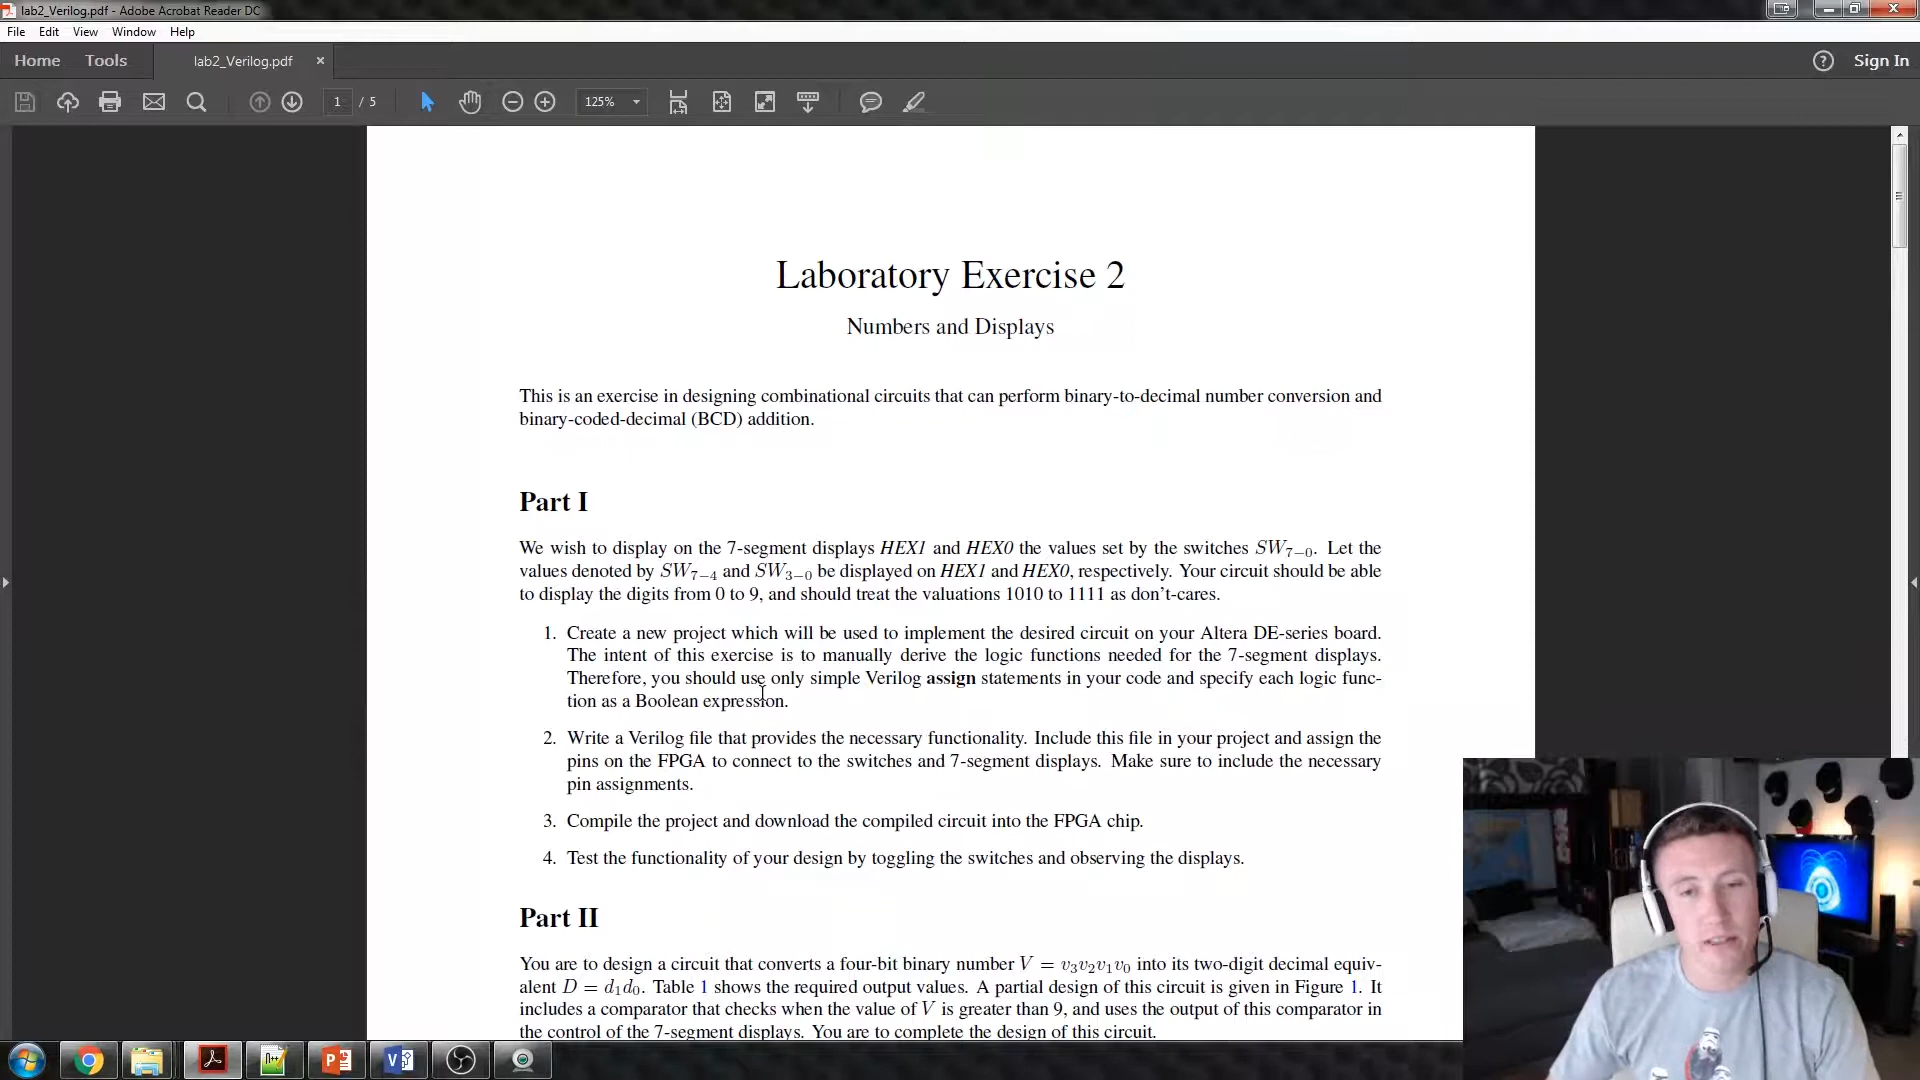 lab2_Verilog.pdf - Adobe Acrobat Reader DC
File Edit View Window Help
Home Tools lab2_Verilog.pdf × Sign In
1 / 5 125%
Laboratory Exercise 2
Numbers and Displays
This is an exercise in designing combinational circuits that can perform binary-to-decimal number conversion and
binary-coded-decimal (BCD) addition.
Part I
We wish to display on the 7-segment displays HEX1 and HEX0 the values set by the switches SW7−0. Let the
values denoted by SW7−4 and SW3−0 be displayed on HEX1 and HEX0, respectively. Your circuit should be able
to display the digits from 0 to 9, and should treat the valuations 1010 to 1111 as don't-cares.
1. Create a new project which will be used to implement the desired circuit on your Altera DE-series board.
The intent of this exercise is to manually derive the logic functions needed for the 7-segment displays.
Therefore, you should use only simple Verilog assign statements in your code and specify each logic func-
tion as a Boolean expression.
2. Write a Verilog file that provides the necessary functionality. Include this file in your project and assign the
pins on the FPGA to connect to the switches and 7-segment displays. Make sure to include the necessary
pin assignments.
3. Compile the project and download the compiled circuit into the FPGA chip.
4. Test the functionality of your design by toggling the switches and observing the displays.
Part II
You are to design a circuit that converts a four-bit binary number V = v3v2v1v0 into its two-digit decimal equiv-
alent D = d1d0. Table 1 shows the required output values. A partial design of this circuit is given in Figure 1. It
includes a comparator that checks when the value of V is greater than 9, and uses the output of this comparator in
the control of the 7-segment displays. You are to complete the design of this circuit.